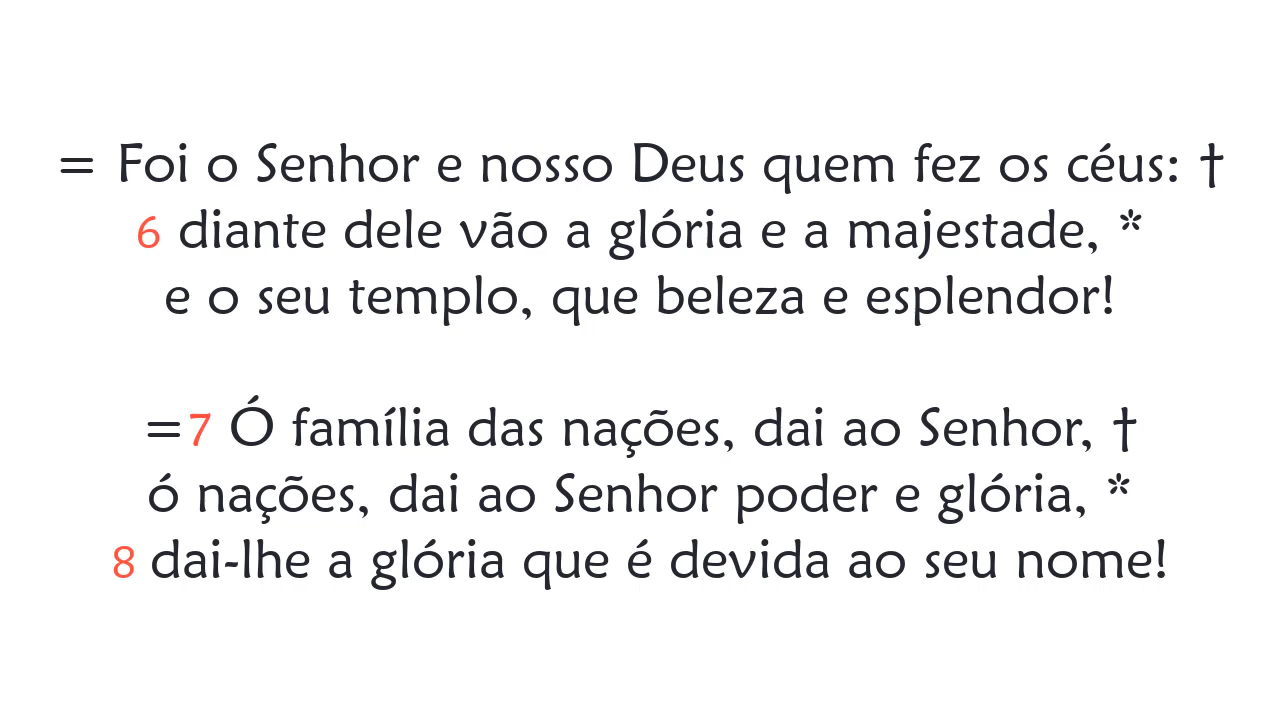 = Foi o Senhor e nosso Deus quem fez os céus: †
6 diante dele vão a glória e a majestade, *
e o seu templo, que beleza e esplendor!
=7 Ó família das nações, dai ao Senhor, †
ó nações, dai ao Senhor poder e glória, *
8 dai-lhe a glória que é devida ao seu nome!